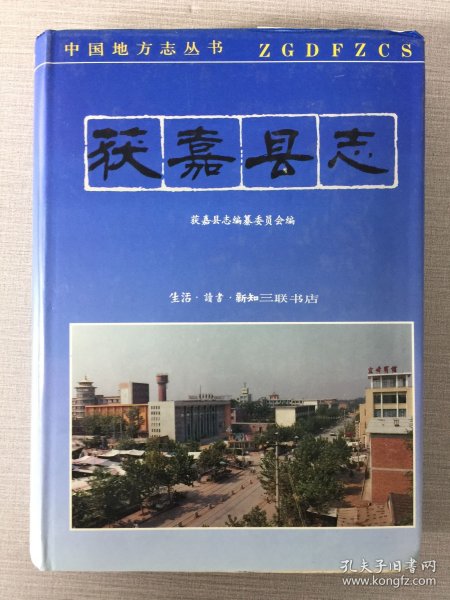 中国地方志丛书 ZGDFZCS
获嘉县志
获嘉县志编纂委员会编
生活·讀書·新知三联书店
孔夫子旧书网
www.kongfz.com